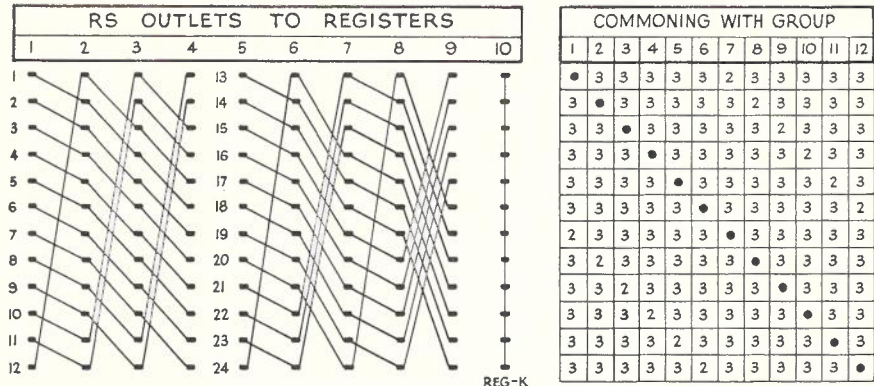 RS OUTLETS TO REGISTERS
1 2 3 4 5 6 7 8 9 10
1 13
2 14
3 15
4 16
5 17
6 18
7 19
8 20
9 21
10 22
11 23
12 24
REG-K
COMMONING WITH GROUP
1 2 3 4 5 6 7 8 9 10 11 12
● 3 3 3 3 3 2 3 3 3 3 3
3 ● 3 3 3 3 3 2 3 3 3 3
3 3 ● 3 3 3 3 3 2 3 3 3
3 3 3 ● 3 3 3 3 3 2 3 3
3 3 3 3 ● 3 3 3 3 3 2 3
3 3 3 3 3 ● 3 3 3 3 3 2
2 3 3 3 3 3 ● 3 3 3 3 3
3 2 3 3 3 3 3 ● 3 3 3 3
3 3 2 3 3 3 3 3 ● 3 3 3
3 3 3 2 3 3 3 3 3 ● 3 3
3 3 3 3 2 3 3 3 3 3 ● 3
3 3 3 3 3 2 3 3 3 3 3 ●